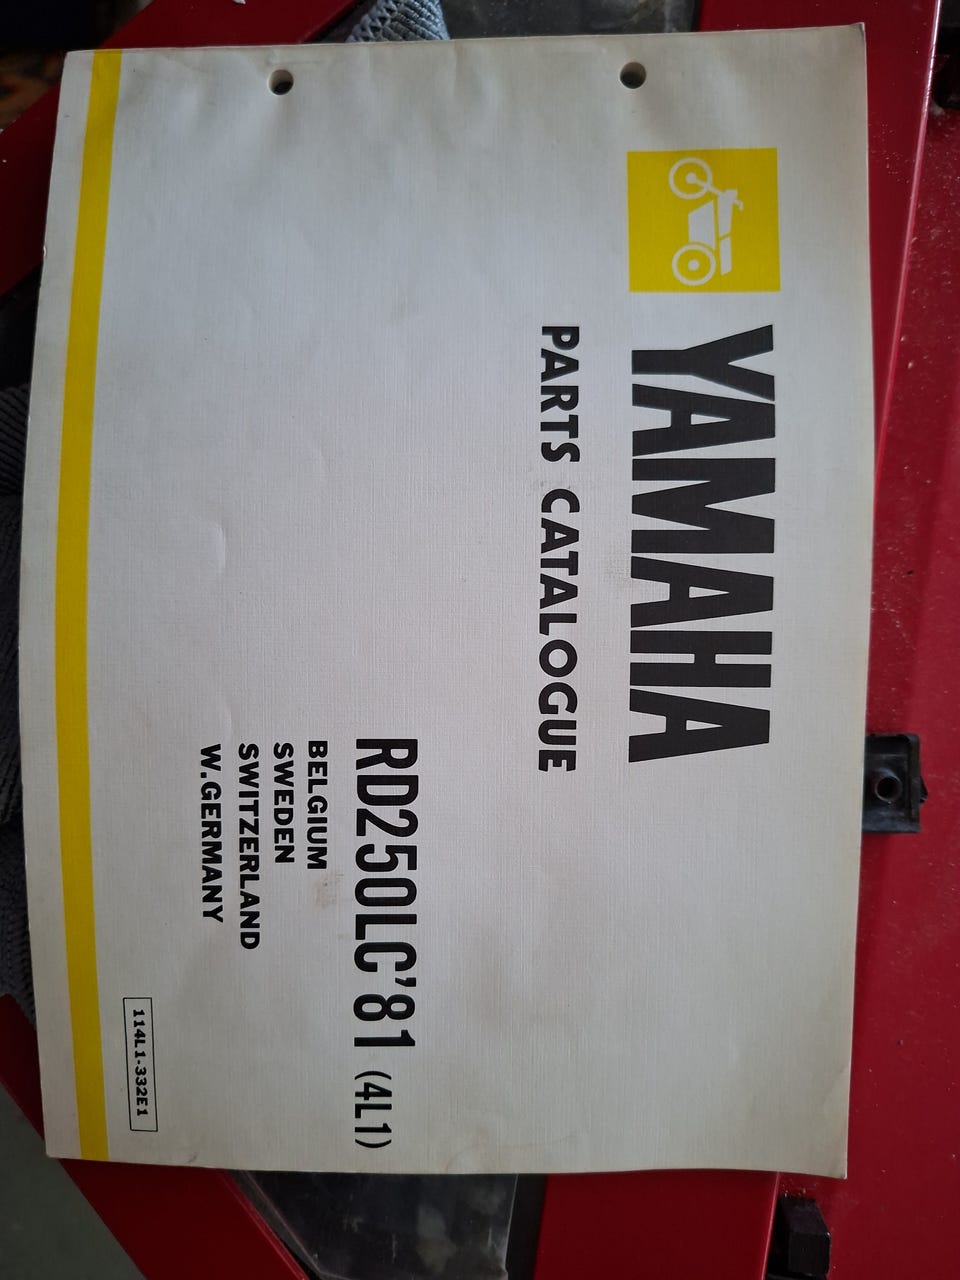 YAMAHA
PARTS CATALOGUE
RD250LC'81 (4L1)
BELGIUM
SWEDEN
SWITZERLAND
W.GERMANY
114L1-332E1